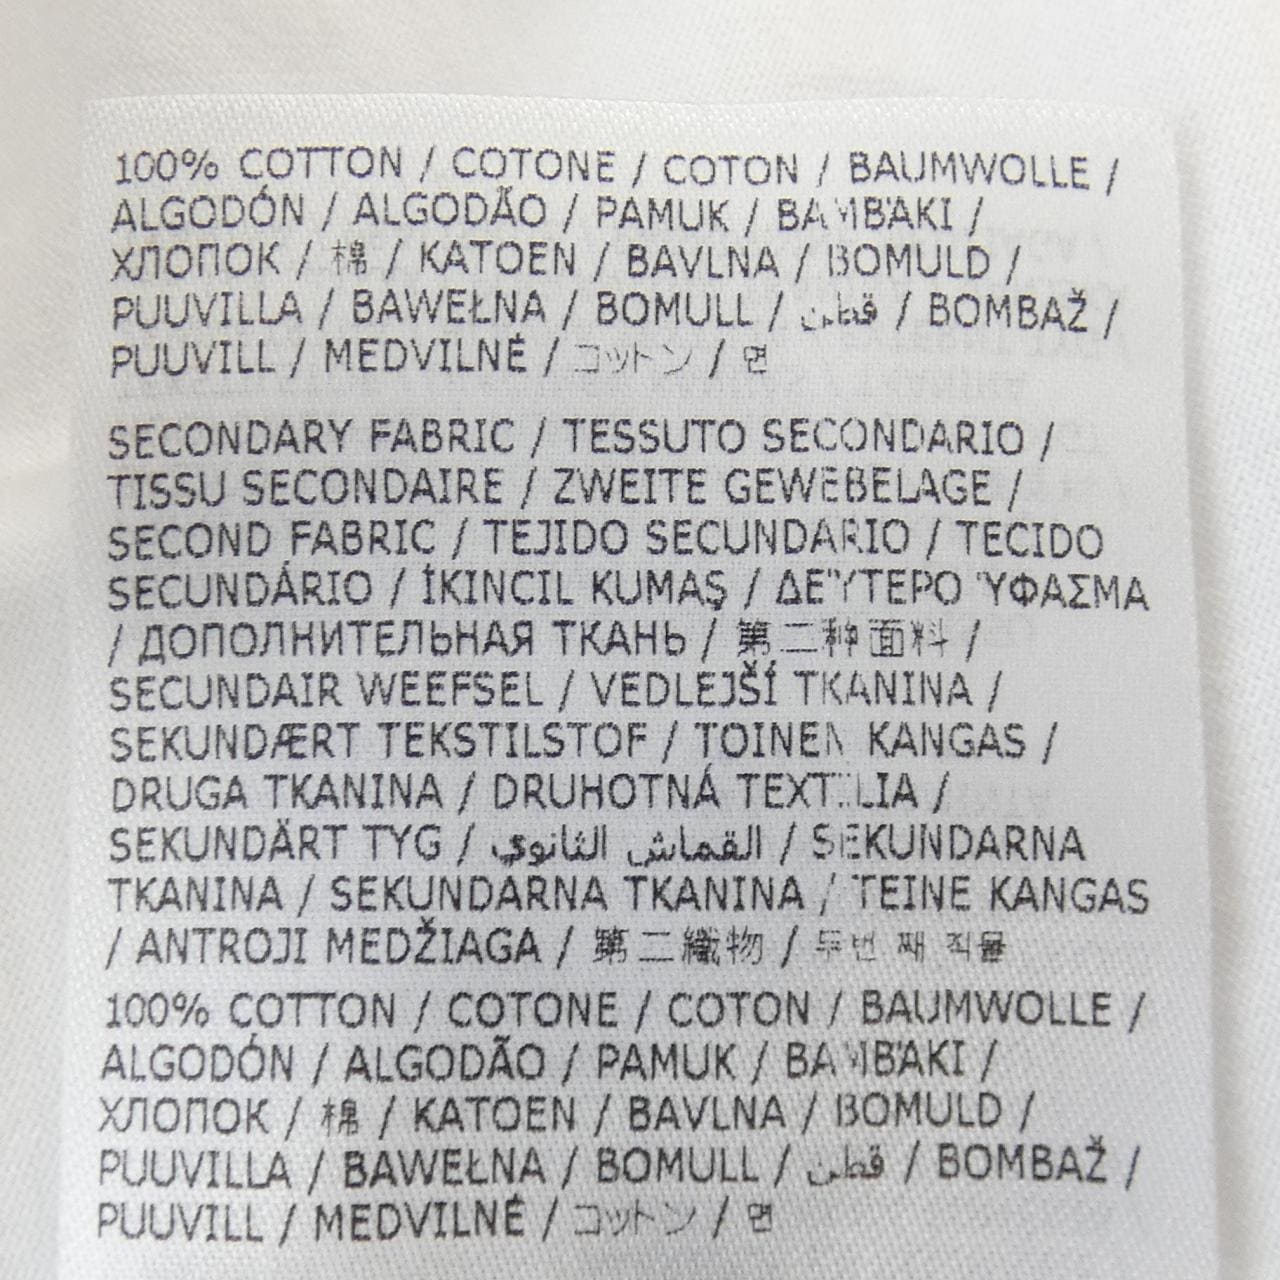 100% COTTON / COTONE / COTON / BAUMWOLLE /
ALGODÓN / ALGODÃO / PAMUK / BAMBAKI /
ХЛОПОК / 棉 / KATOEN / BAVLNA / BOMULD /
PUUVILLA / BAWEŁNA / BOMULL / قطن / BOMBAŽ /
PUUVILL / MEDVILNĖ / コットン / 면
SECONDARY FABRIC / TESSUTO SECONDARIO /
TISSU SECONDAIRE / ZWEITE GEWEBELAGE /
SECOND FABRIC / TEJIDO SECUNDARIO / TECIDO
SECUNDÁRIO / İKINCIL KUMAŞ / ΔΕΎΤΕΡΟ ΎΦΑΣΜΑ
/ ДОПОЛНИТЕЛЬНАЯ ТКАНЬ / 第二种面料 /
SECUNDAIR WEEFSEL / VEDLEJŠÍ TKANINA /
SEKUNDÆRT TEKSTILSTOF / TOINEN KANGAS /
DRUGA TKANINA / DRUHOTNÁ TEXTÍLIA /
SEKUNDÄRT TYG / القماش الثانوي / SEKUNDARNA
TKANINA / SEKUNDARNA TKANINA / TEINE KANGAS
/ ANTROJI MEDŽIAGA / 第二織物 / 두번 째 직물
100% COTTON / COTONE / COTON / BAUMWOLLE /
ALGODÓN / ALGODÃO / PAMUK / BAMBAKI /
ХЛОПОК / 棉 / KATOEN / BAVLNA / BOMULD /
PUUVILLA / BAWEŁNA / BOMULL / قطن / BOMBAŽ /
PUUVILL / MEDVILNĖ / コットン / 면